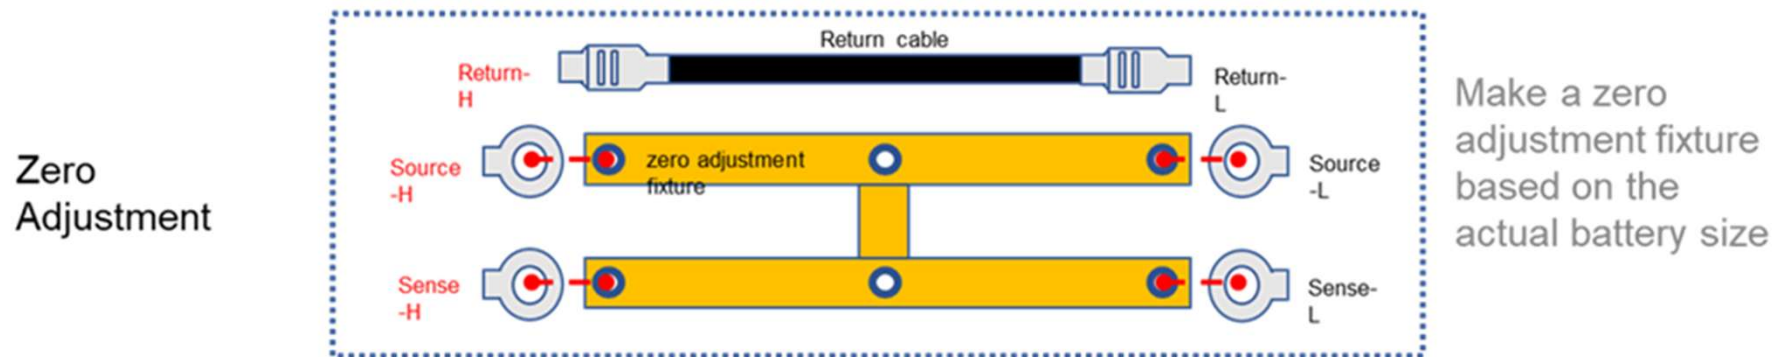 Zero
Adjustment
Return cable
Return-
H
Return-
L
Source
-H
zero adjustment
fixture
Source
-L
Sense
-H
Sense-
L
Make a zero
adjustment fixture
based on the
actual battery size